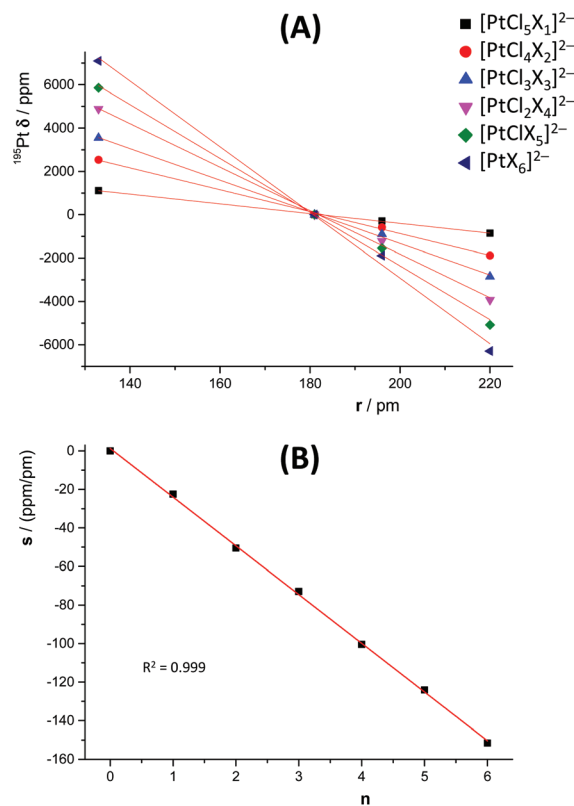 (A)
[PtCl₅X₁]²⁻
[PtCl₄X₂]²⁻
[PtCl₃X₃]²⁻
[PtCl₂X₄]²⁻
[PtClX₅]²⁻
[PtX₆]²⁻
¹⁹⁵Pt δ / ppm
6000
4000
2000
0
-2000
-4000
-6000
140
160
180
200
220
r / pm
(B)
s / (ppm/pm)
0
-20
-40
-60
-80
-100
-120
-140
-160
R² = 0.999
0
1
2
3
4
5
6
n